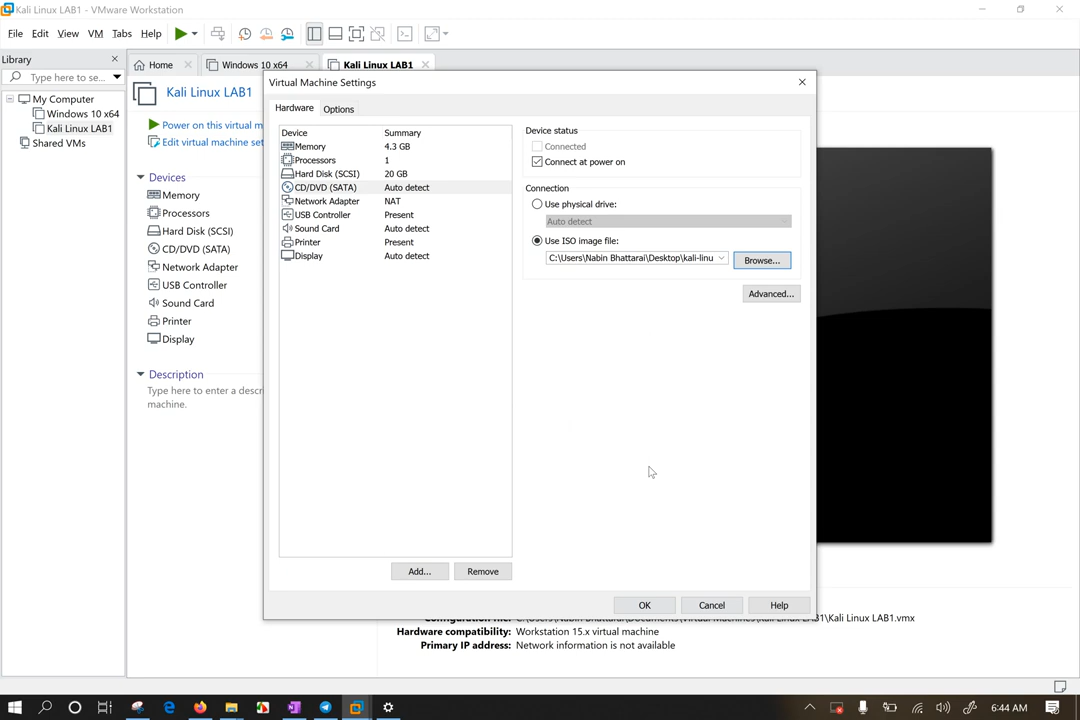 Kali Linux LAB1 - VMware Workstation
File Edit View VM Tabs Help
Library
Type here to se...
My Computer
Windows 10 x64
Kali Linux LAB1
Shared VMs
Home
Windows 10 x64
Kali Linux LAB1
Kali Linux LAB1
Power on this virtual m
Edit virtual machine set
Devices
Memory
Processors
Hard Disk (SCSI)
CD/DVD (SATA)
Network Adapter
USB Controller
Sound Card
Printer
Display
Description
Type here to enter a descr
machine.
Virtual Machine Settings
Hardware Options
Device Summary
Memory 4.3 GB
Processors 1
Hard Disk (SCSI) 20 GB
CD/DVD (SATA) Auto detect
Network Adapter NAT
USB Controller Present
Sound Card Auto detect
Printer Present
Display Auto detect
Add... Remove
Device status
Connected
Connect at power on
Connection
Use physical drive:
Auto detect
Use ISO image file:
C:\Users\Nabin Bhattarai\Desktop\kali-linu
Browse...
Advanced...
OK Cancel Help
Hardware compatibility: Workstation 15.x virtual machine
Primary IP address: Network information is not available
6:44 AM